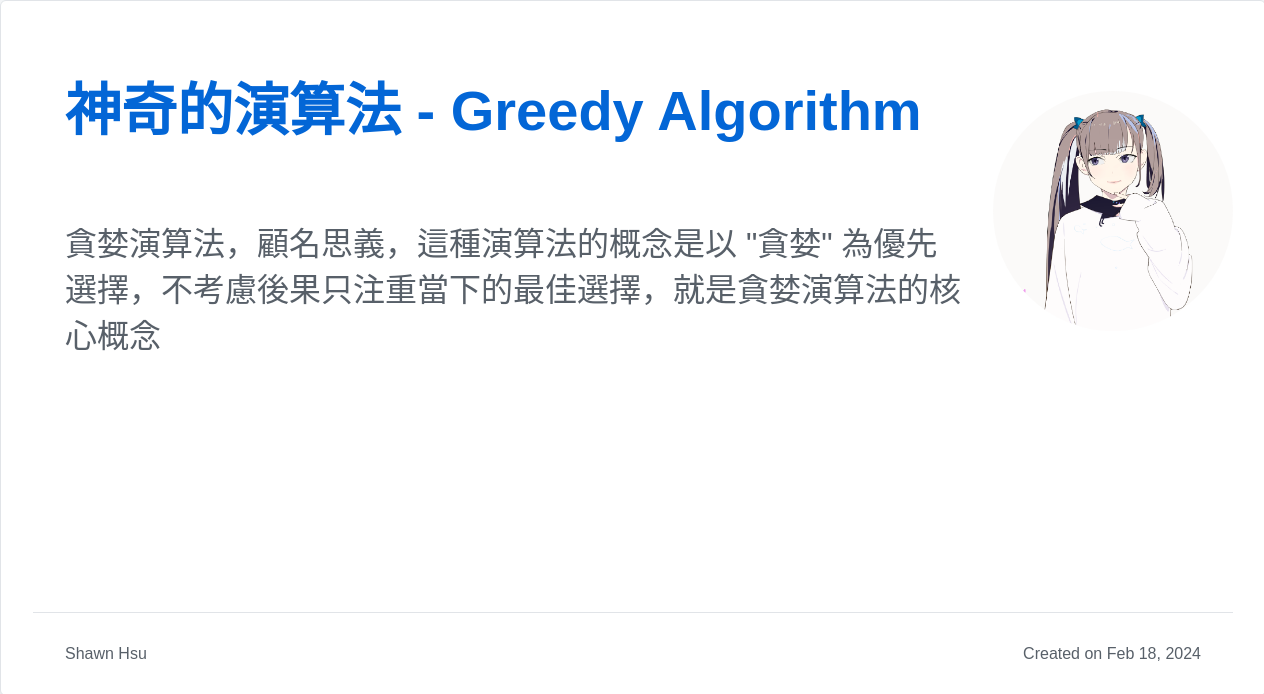 神奇的演算法 - Greedy Algorithm
貪婪演算法，顧名思義，這種演算法的概念是以 "貪婪" 為優先
選擇，不考慮後果只注重當下的最佳選擇，就是貪婪演算法的核
心概念
Shawn Hsu
Created on Feb 18, 2024